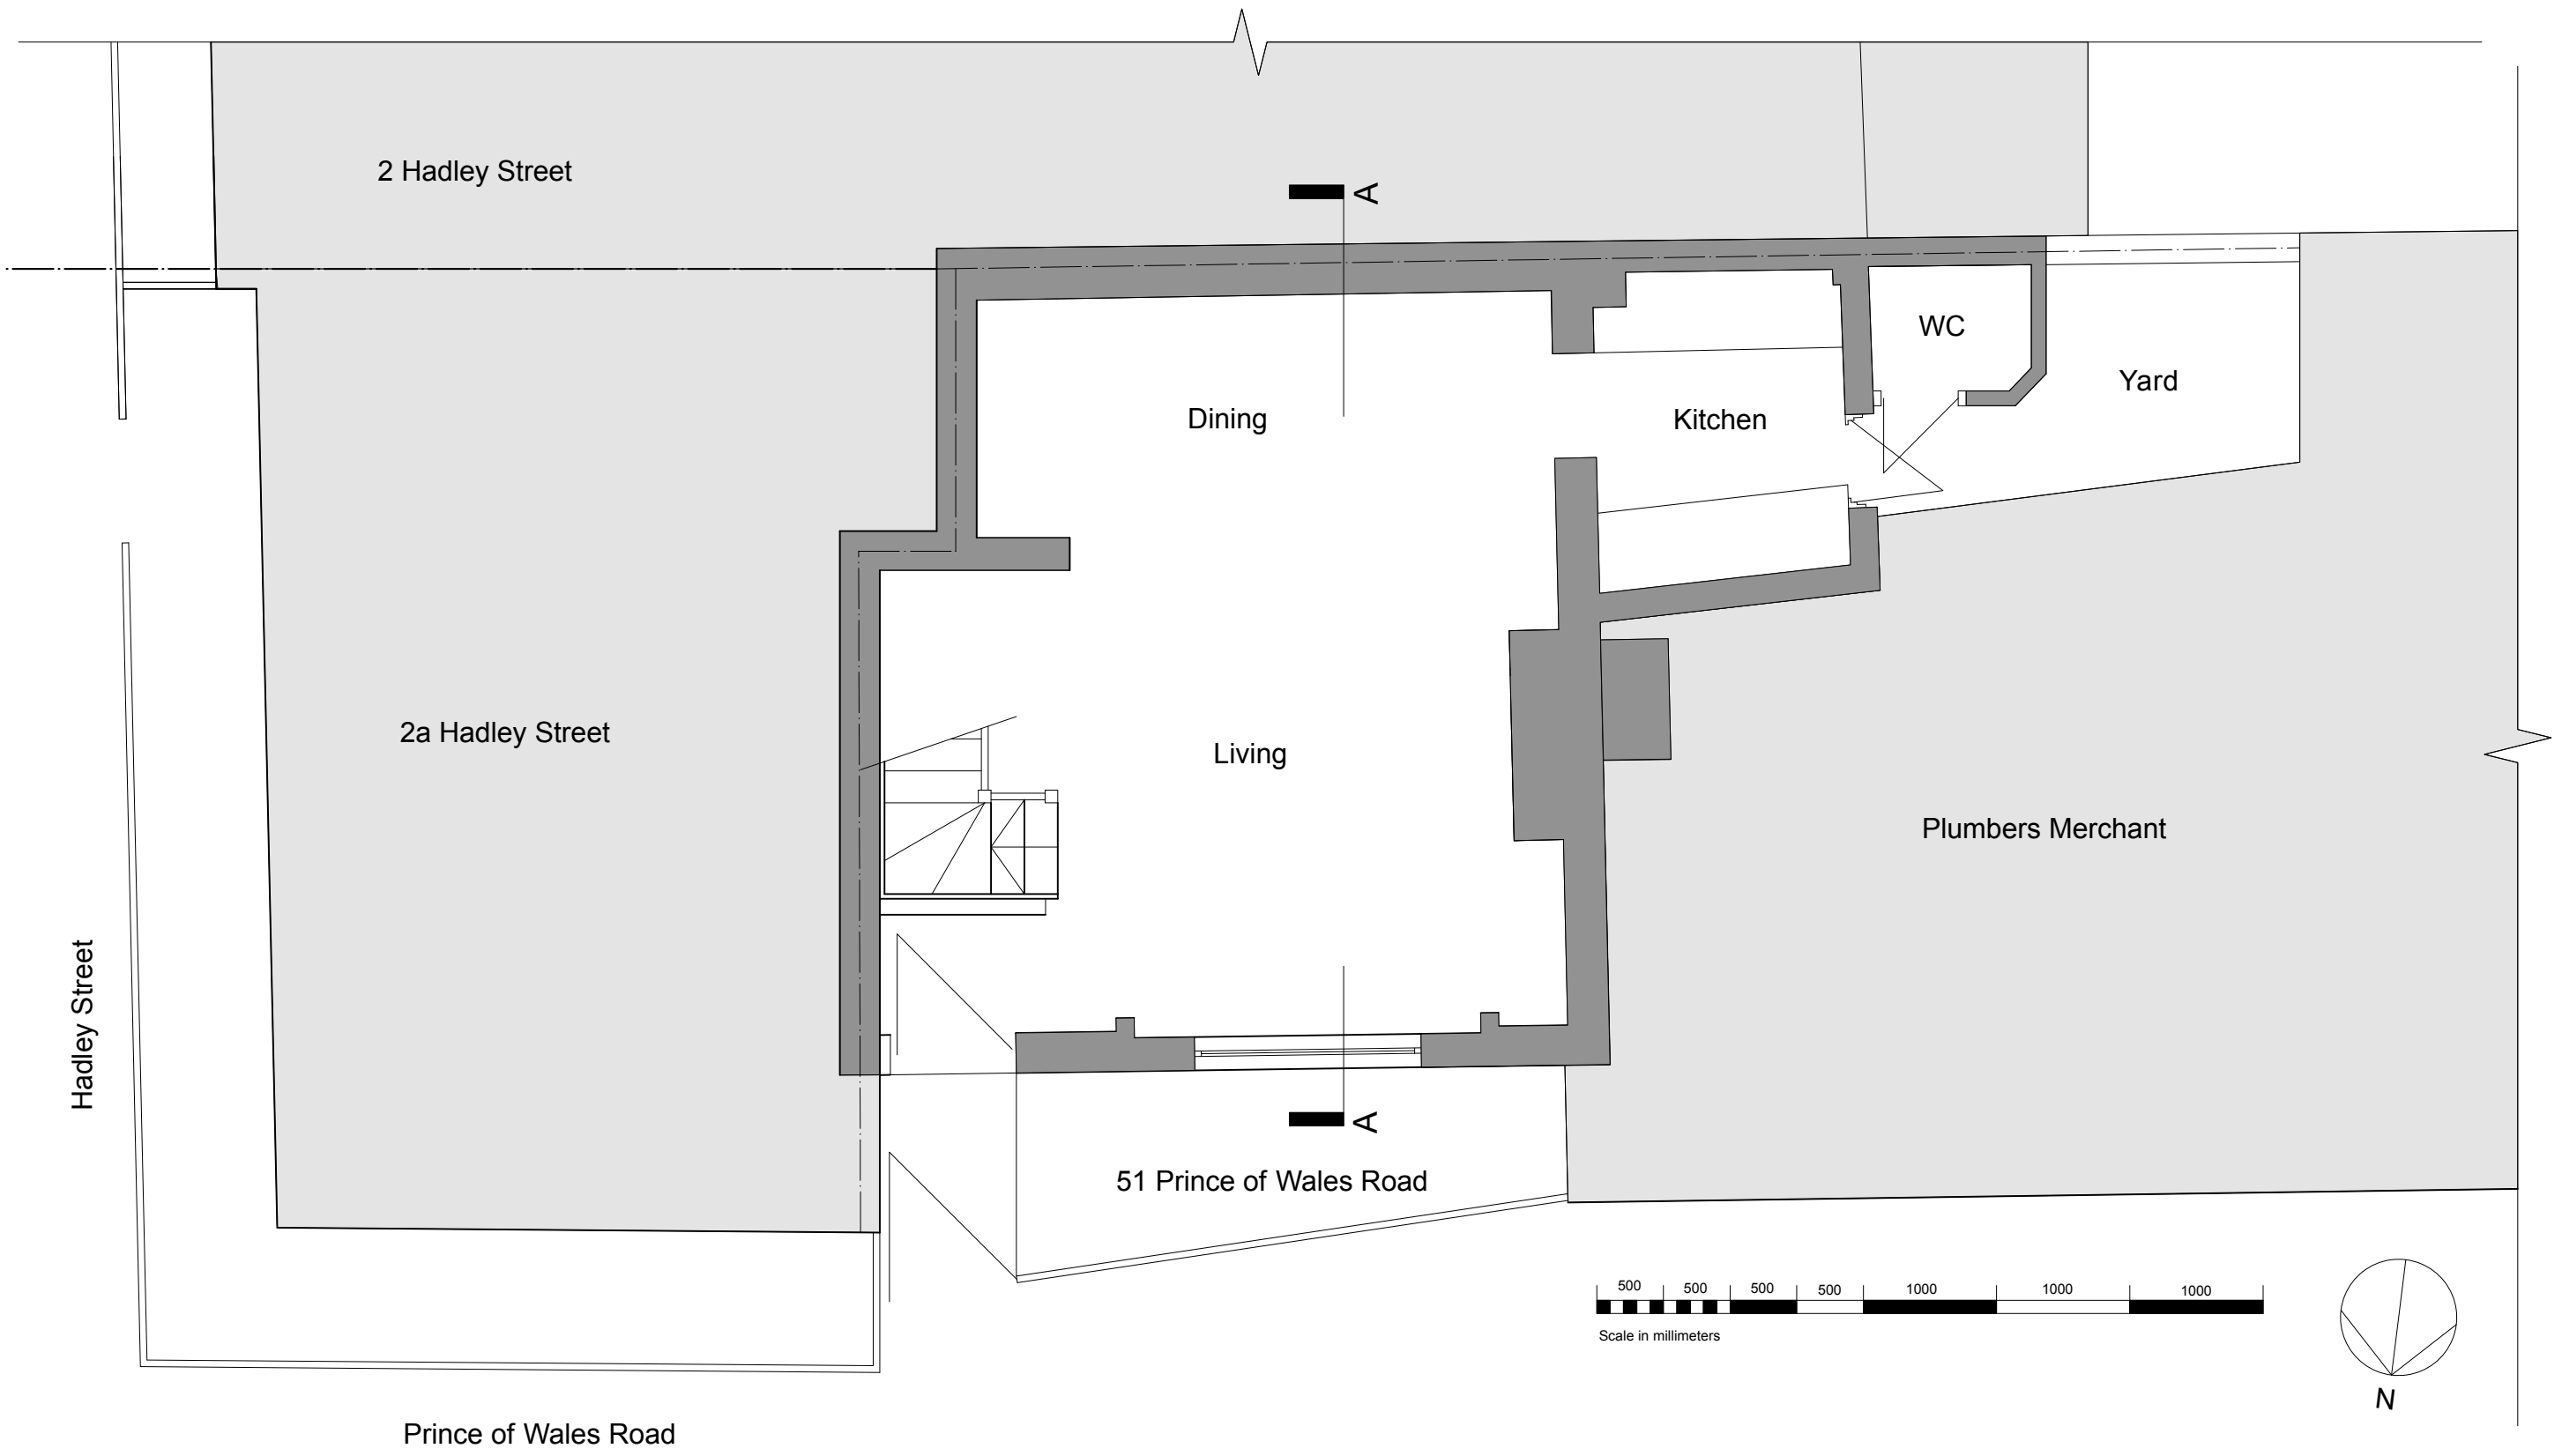 2 Hadley Street
A
WC
Yard
Dining
Kitchen
2a Hadley Street
Living
Plumbers Merchant
Hadley Street
A
51 Prince of Wales Road
500 500 500 500 1000 1000 1000
Scale in millimeters
N
Prince of Wales Road